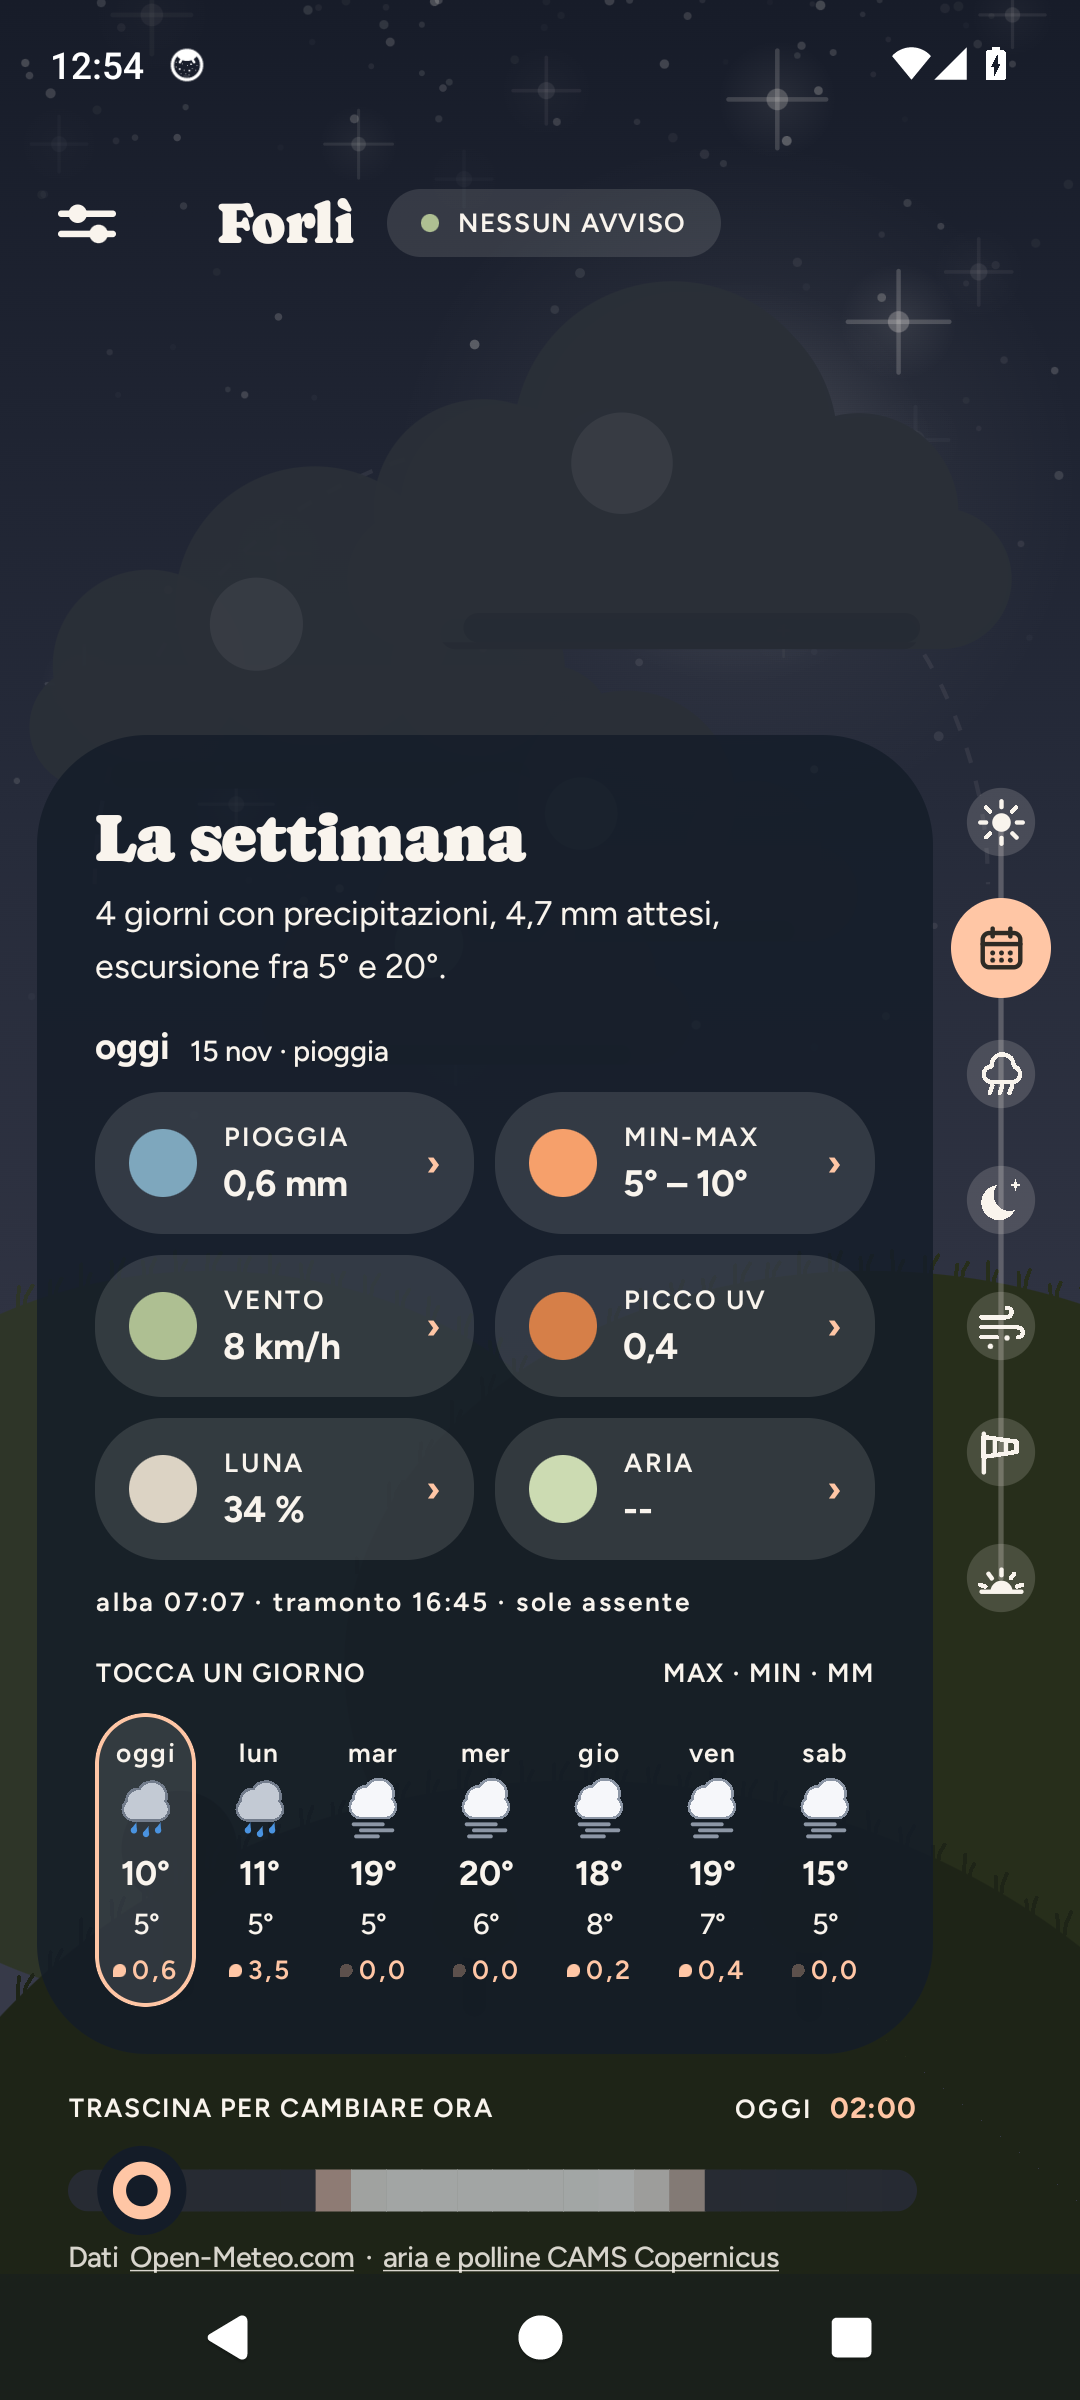 12:54
Forlì
NESSUN AVVISO
La settimana
4 giorni con precipitazioni, 4,7 mm attesi,
escursione fra 5° e 20°.
oggi 15 nov · pioggia
PIOGGIA
0,6 mm
›
MIN-MAX
5° – 10°
›
VENTO
8 km/h
›
PICCO UV
0,4
›
LUNA
34 %
›
ARIA
--
›
alba 07:07 · tramonto 16:45 · sole assente
TOCCA UN GIORNO
MAX · MIN · MM
oggi lun mar mer gio ven sab
10° 11° 19° 20° 18° 19° 15°
5° 5° 5° 6° 8° 7° 5°
0,6 3,5 0,0 0,0 0,2 0,4 0,0
TRASCINA PER CAMBIARE ORA
OGGI 02:00
Dati Open-Meteo.com · aria e polline CAMS Copernicus